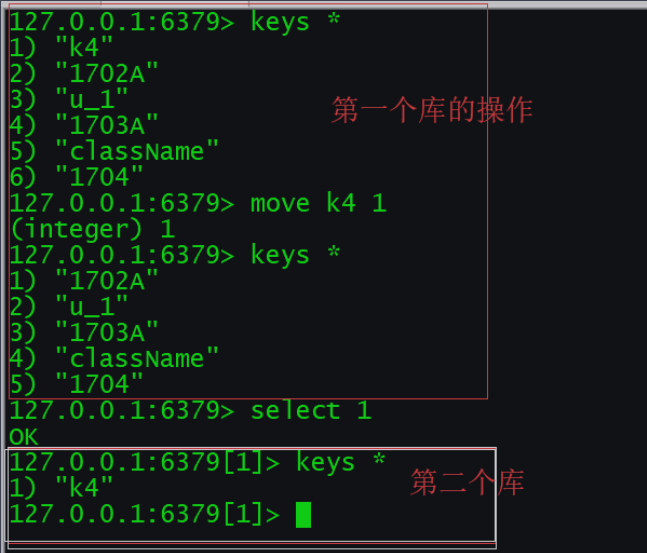 127.0.0.1:6379> keys *
1) "k4"
2) "1702A"
3) "u_1"
第一个库的操作
4) "1703A"
5) "className"
6) "1704"
127.0.0.1:6379> move k4 1
(integer) 1
127.0.0.1:6379> keys *
1) "1702A"
2) "u_1"
3) "1703A"
4) "className"
5) "1704"
127.0.0.1:6379> select 1
OK
127.0.0.1:6379[1]> keys *
1) "k4"
第二个库
127.0.0.1:6379[1]>